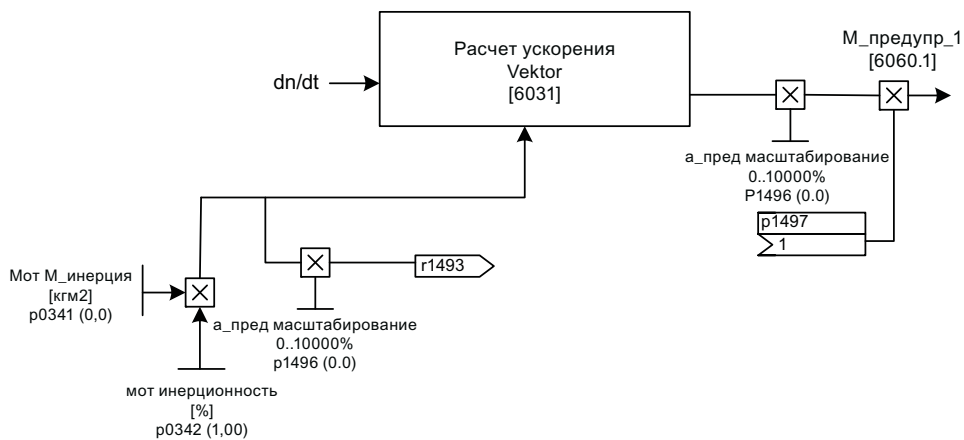 Расчет ускорения
Vektor
[6031]
dn/dt
М_предупр_1
[6060.1]
а_пред масштабирование
0..10000%
P1496 (0.0)
p1497
1
r1493
Мот М_инерция
[кгм2]
p0341 (0,0)
а_пред масштабирование
0..10000%
p1496 (0.0)
мот инерционность
[%]
p0342 (1,00)